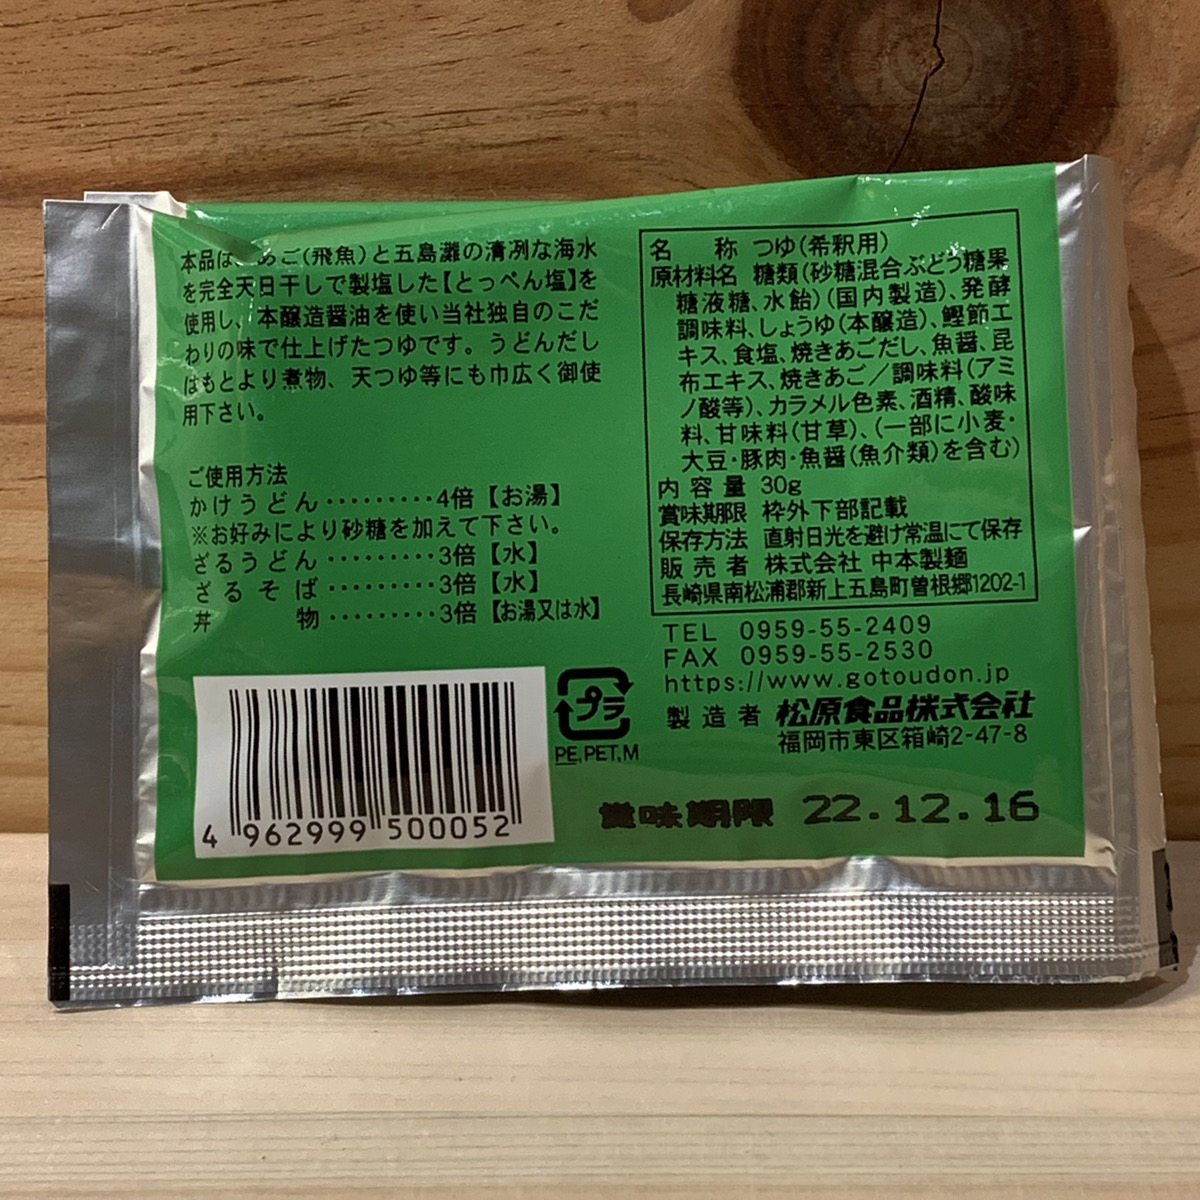 本品は、あご(飛魚)と五島灘の清冽な海水
を完全天日干しで製塩した【とっぺん塩】を
使用し、本醸造醤油を使い当社独自のこだ
わりの味で仕上げたつゆです。うどんだし
はもとより煮物、天つゆ等にも巾広く御使
用下さい。
ご使用方法
かけうどん・・・・・・・・・4倍【お湯】
※お好みにより砂糖を加えて下さい。
ざるうどん・・・・・・・・・3倍【水】
ざるそば・・・・・・・・・3倍【水】
丼物・・・・・・・・・3倍【お湯又は水】
4 962999 500052
プラ
PE,PET,M
名称 つゆ(希釈用)
原材料名 糖類(砂糖混合ぶどう糖果
糖液糖、水飴)(国内製造)、発酵
調味料、しょうゆ(本醸造)、鰹節エ
キス、食塩、焼きあごだし、魚醤、昆
布エキス、焼きあご/調味料(アミ
ノ酸等)、カラメル色素、酒精、酸味
料、甘味料(甘草)、(一部に小麦・
大豆・豚肉・魚醤(魚介類)を含む)
内容量 30g
賞味期限 枠外下部記載
保存方法 直射日光を避け常温にて保存
販売者 株式会社 中本製麺
長崎県南松浦郡新上五島町曽根郷1202-1
TEL 0959-55-2409
FAX 0959-55-2530
https://www.gotoudon.jp
製造者 松原食品株式会社
福岡市東区箱崎2-47-8
賞味期限 22.12.16